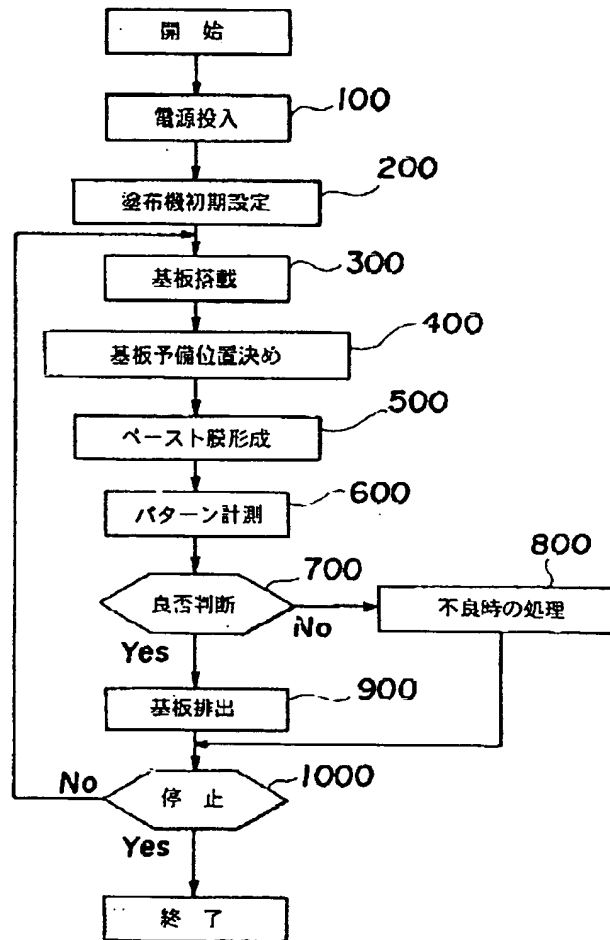 開 始
100
電源投入
200
塗布機初期設定
300
基板搭載
400
基板予備位置決め
500
ペースト膜形成
600
パターン計測
700
800
良否判断
No
不良時の処理
Yes
900
基板排出
1000
No
停 止
Yes
終 了